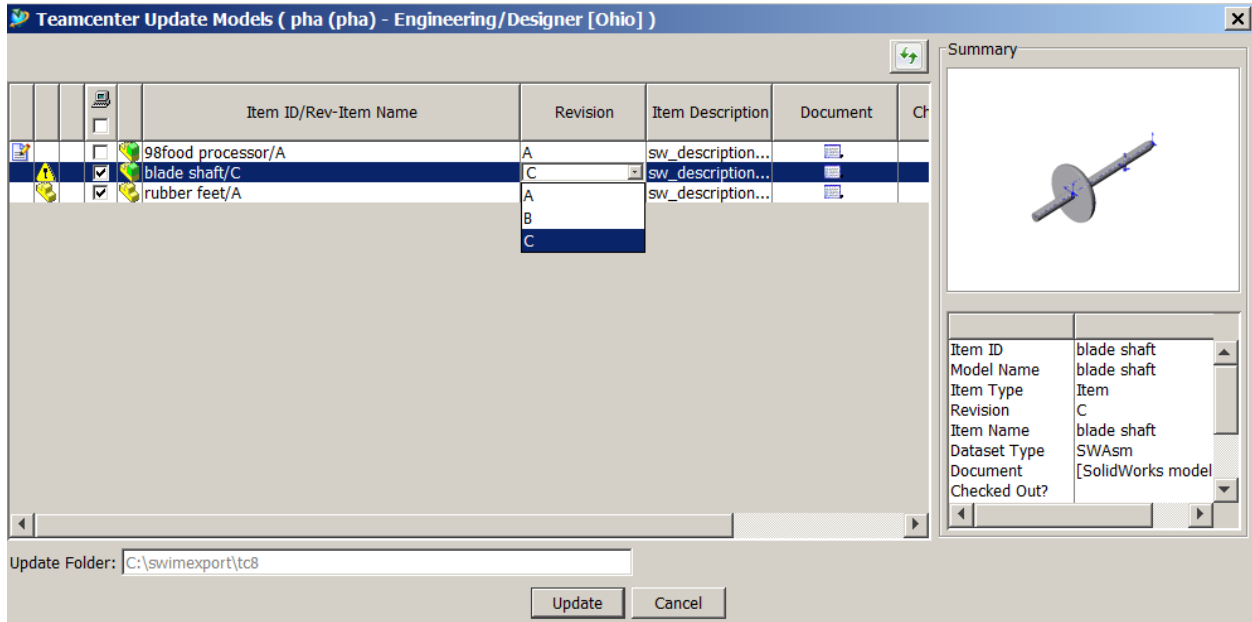 Teamcenter Update Models ( pha (pha) - Engineering/Designer [Ohio] )
Summary
Item ID/Rev-Item Name Revision Item Description Document Ch
98food processor/A A sw_description...
blade shaft/C C sw_description...
rubber feet/A A sw_description...
B
C
Item ID blade shaft
Model Name blade shaft
Item Type Item
Revision C
Item Name blade shaft
Dataset Type SWAsm
Document [SolidWorks model
Checked Out?
Update Folder: C:\swimexport\tc8
Update Cancel